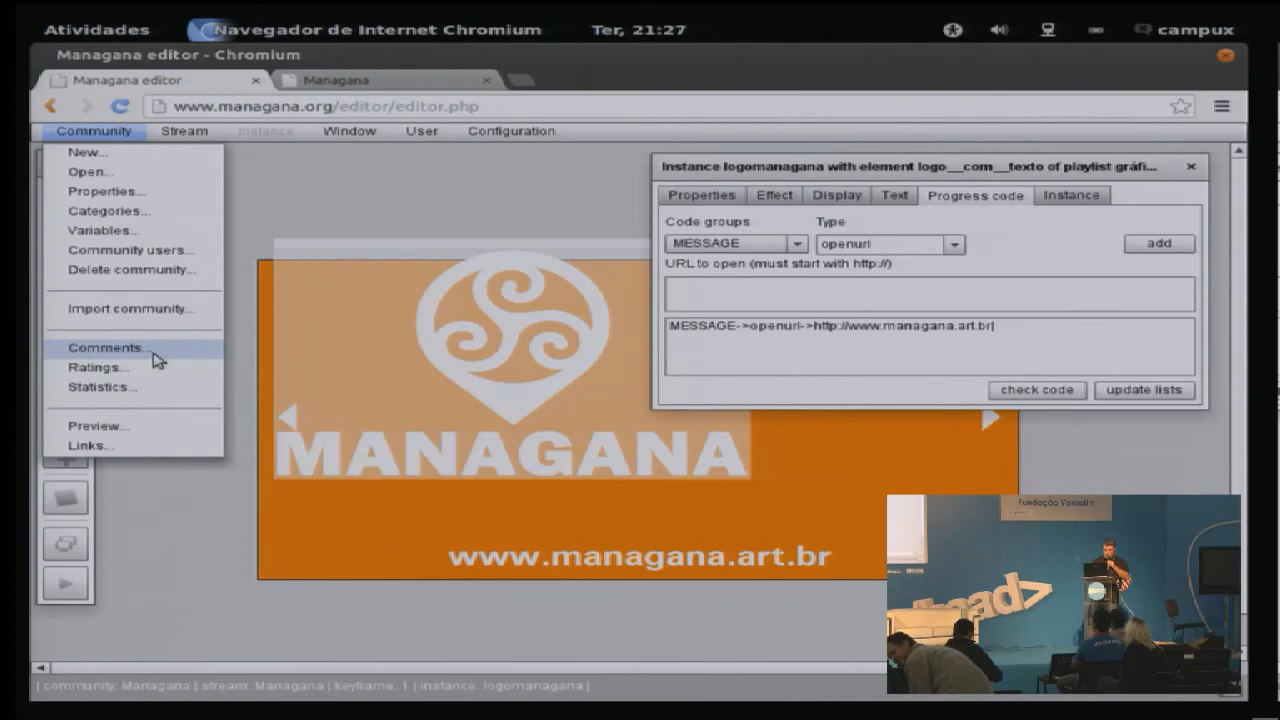 Atividades
Navegador de Internet Chromium
Ter, 21:27
campux
Managana editor - Chromium
Managana editor
Managana
www.managana.org/editor/editor.php
Community Stream Instance Window User Configuration
New...
Open...
Properties...
Categories...
Variables...
Community users...
Delete community...
Import community...
Comments...
Ratings...
Statistics...
Preview...
Links...
Instance logomanagana with element logo__com__texto of playlist gráfi...
Properties Effect Display Text Progress code Instance
Code groups Type
MESSAGE openurl add
URL to open (must start with http://)
MESSAGE->openurl->http://www.managana.art.br
check code update lists
MANAGANA
www.managana.art.br
Fundação Vanzolini
ead>
[ community: Managana | stream: Managana | keyframe: 1 | instance: logomanagana ]